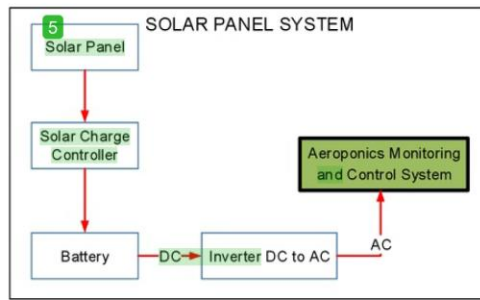 SOLAR PANEL SYSTEM
5
Solar Panel
Solar Charge
Controller
Aeroponics Monitoring
and Control System
Battery
DC
Inverter DC to AC
AC